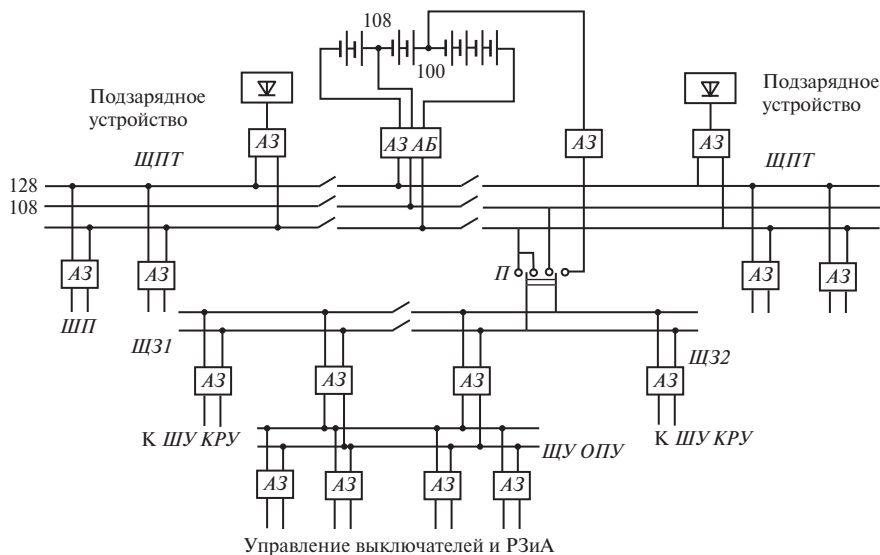 108
100
Подзарядное
устройство
АЗ
АЗ АБ
АЗ
АЗ
Подзарядное
устройство
ЩПТ
ЩПТ
128
108
АЗ
АЗ
П
АЗ
АЗ
ШП
ЩЗ1
ЩЗ2
АЗ
АЗ
АЗ
АЗ
К ШУ КРУ
ЩУ ОПУ
К ШУ КРУ
АЗ
АЗ
АЗ
АЗ
Управление выключателей и РЗиА